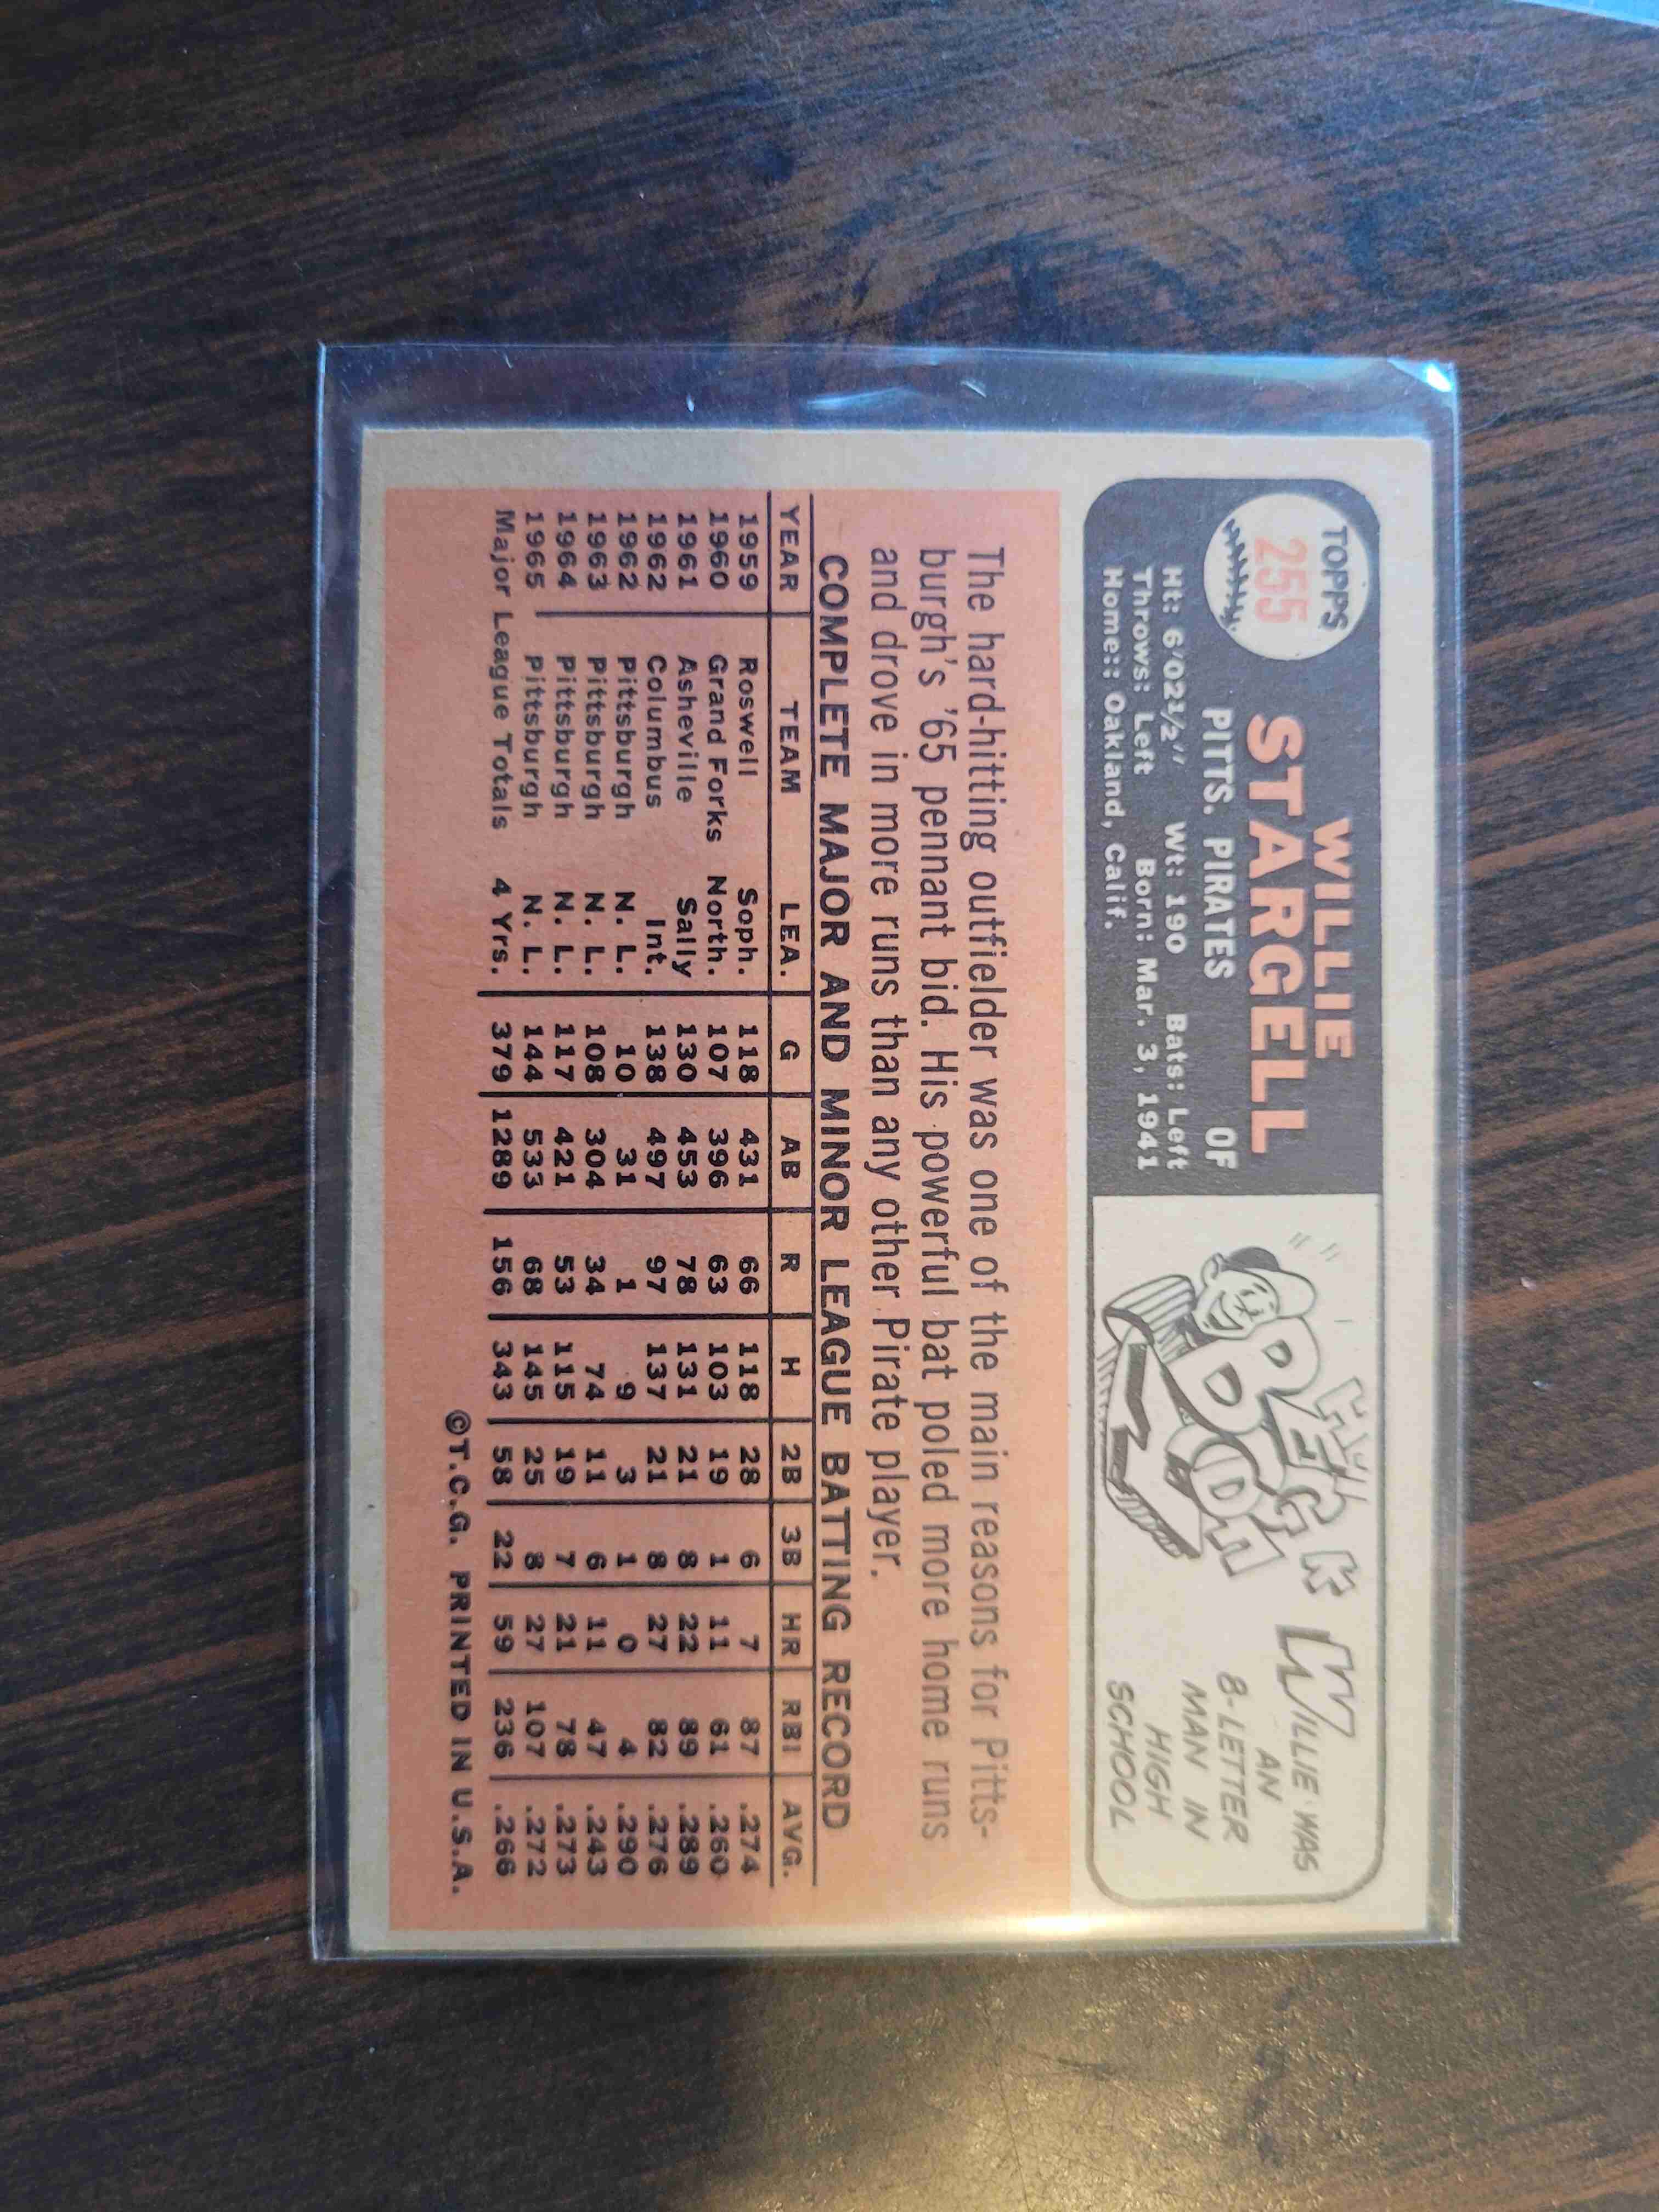 TOPPS
255
WILLIE
STARGELL
OF
PITTS. PIRATES
Ht: 6'02½" Wt: 190 Bats: Left
Throws: Left Born: Mar. 3, 1941
Home:: Oakland, Calif.
HIT
DECK
DOH
WILLIE WAS
AN
8-LETTER
MAN IN
HIGH
SCHOOL
The hard-hitting outfielder was one of the main reasons for Pitts-
burgh's '65 pennant bid. His powerful bat poled more home runs
and drove in more runs than any other Pirate player.
COMPLETE MAJOR AND MINOR LEAGUE BATTING RECORD
YEAR TEAM LEA. G AB R H 2B 3B HR RBI AVG.
1959 Roswell Soph. 118 431 66 118 28 6 7 87 .274
1960 Grand Forks North. 107 396 63 103 19 1 11 61 .260
1961 Asheville Sally 130 453 78 131 21 8 22 89 .289
1962 Columbus Int. 138 497 97 137 21 8 27 82 .276
1962 Pittsburgh N. L. 10 31 1 9 3 1 0 4 .290
1963 Pittsburgh N. L. 108 304 34 74 11 6 11 47 .243
1964 Pittsburgh N. L. 117 421 53 115 19 7 21 78 .273
1965 Pittsburgh N. L. 144 533 68 145 25 8 27 107 .272
Major League Totals 4 Yrs. 379 1289 156 343 58 22 59 236 .266
©T.C.G. PRINTED IN U.S.A.